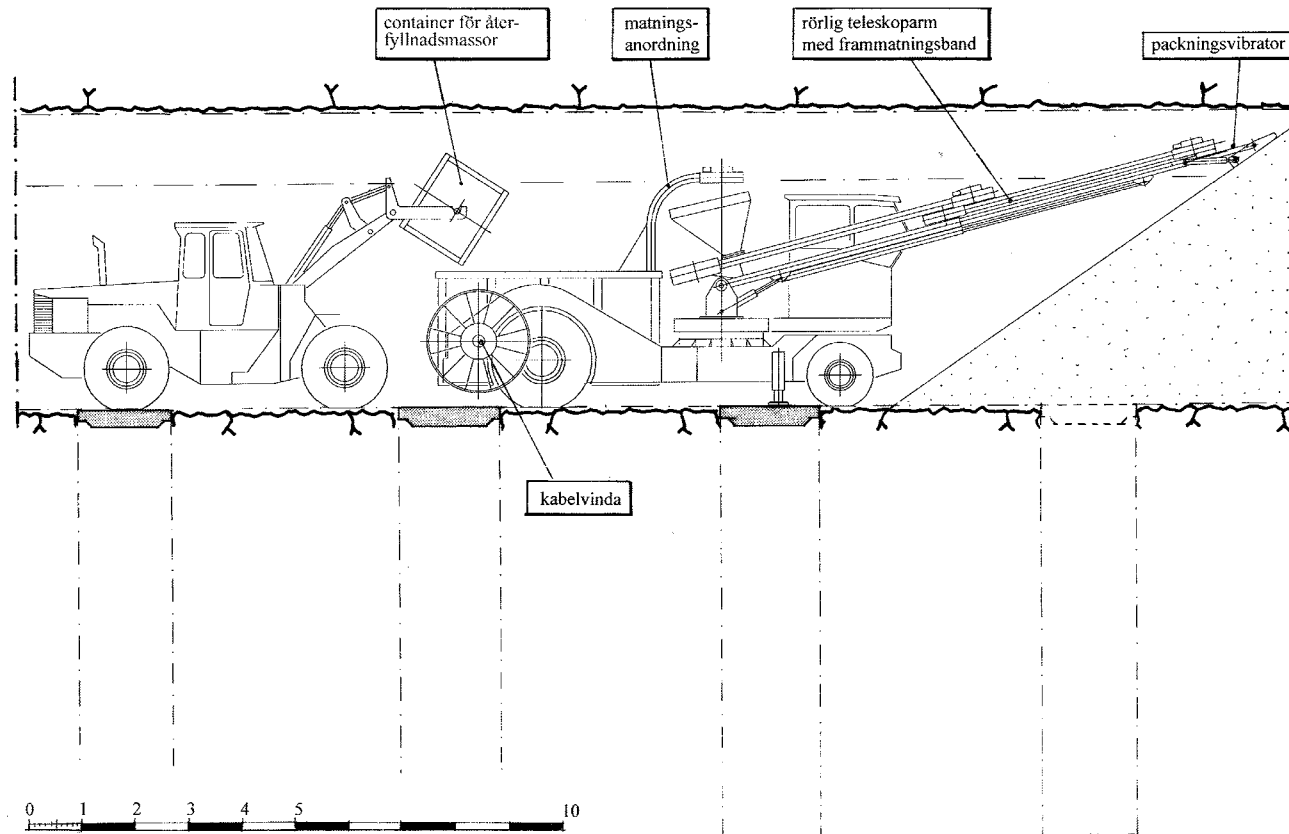 container för åter-
fyllnadsmassor
matnings-
anordning
rörlig teleskoparm
med frammatningsband
packningsvibrator
kabelvinda
0 1 2 3 4 5 10